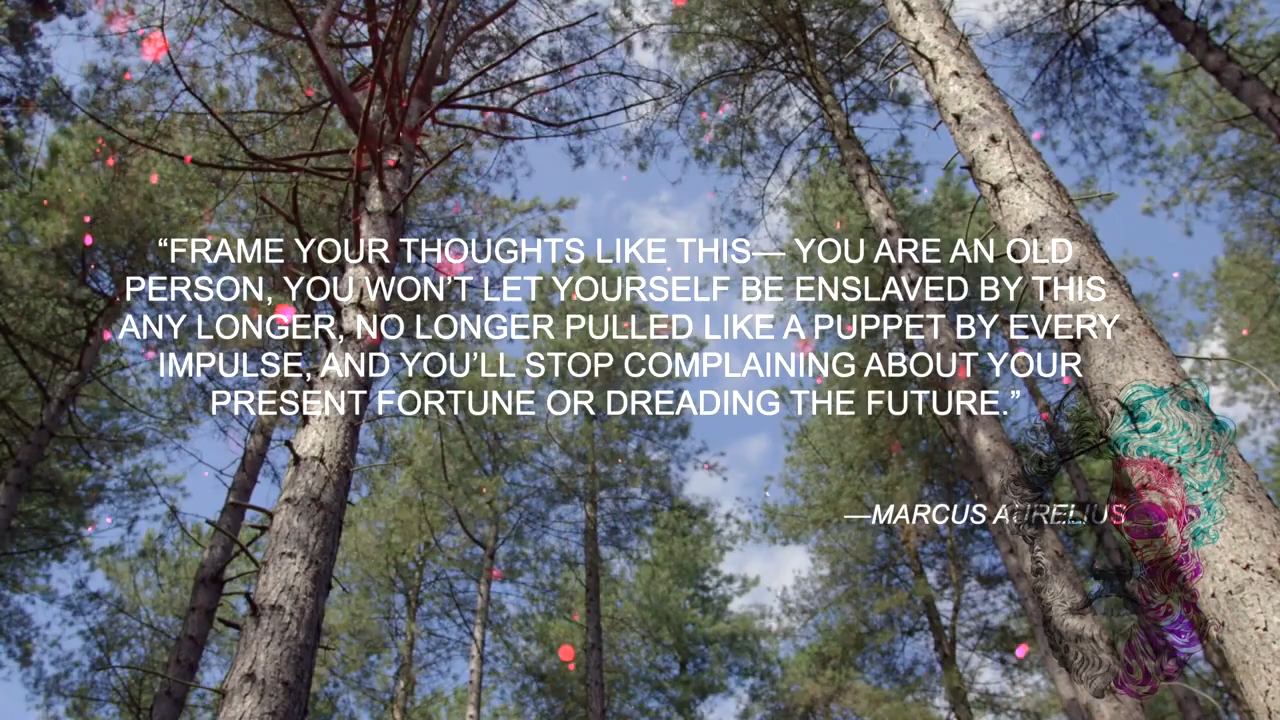 “FRAME YOUR THOUGHTS LIKE THIS— YOU ARE AN OLD
PERSON, YOU WON’T LET YOURSELF BE ENSLAVED BY THIS
ANY LONGER, NO LONGER PULLED LIKE A PUPPET BY EVERY
IMPULSE, AND YOU’LL STOP COMPLAINING ABOUT YOUR
PRESENT FORTUNE OR DREADING THE FUTURE.”
—MARCUS AURELIUS